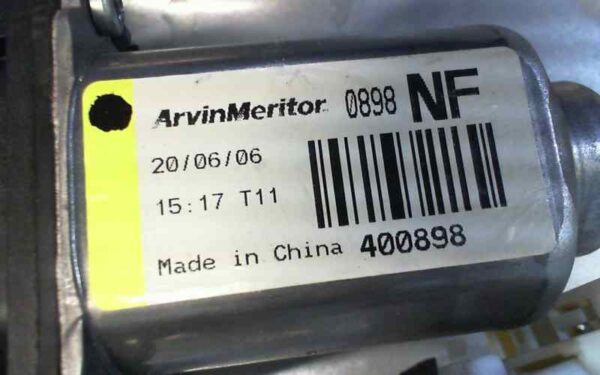 ArvinMeritor 0898 NF
20/06/06
15:17 T11
Made in China 400898